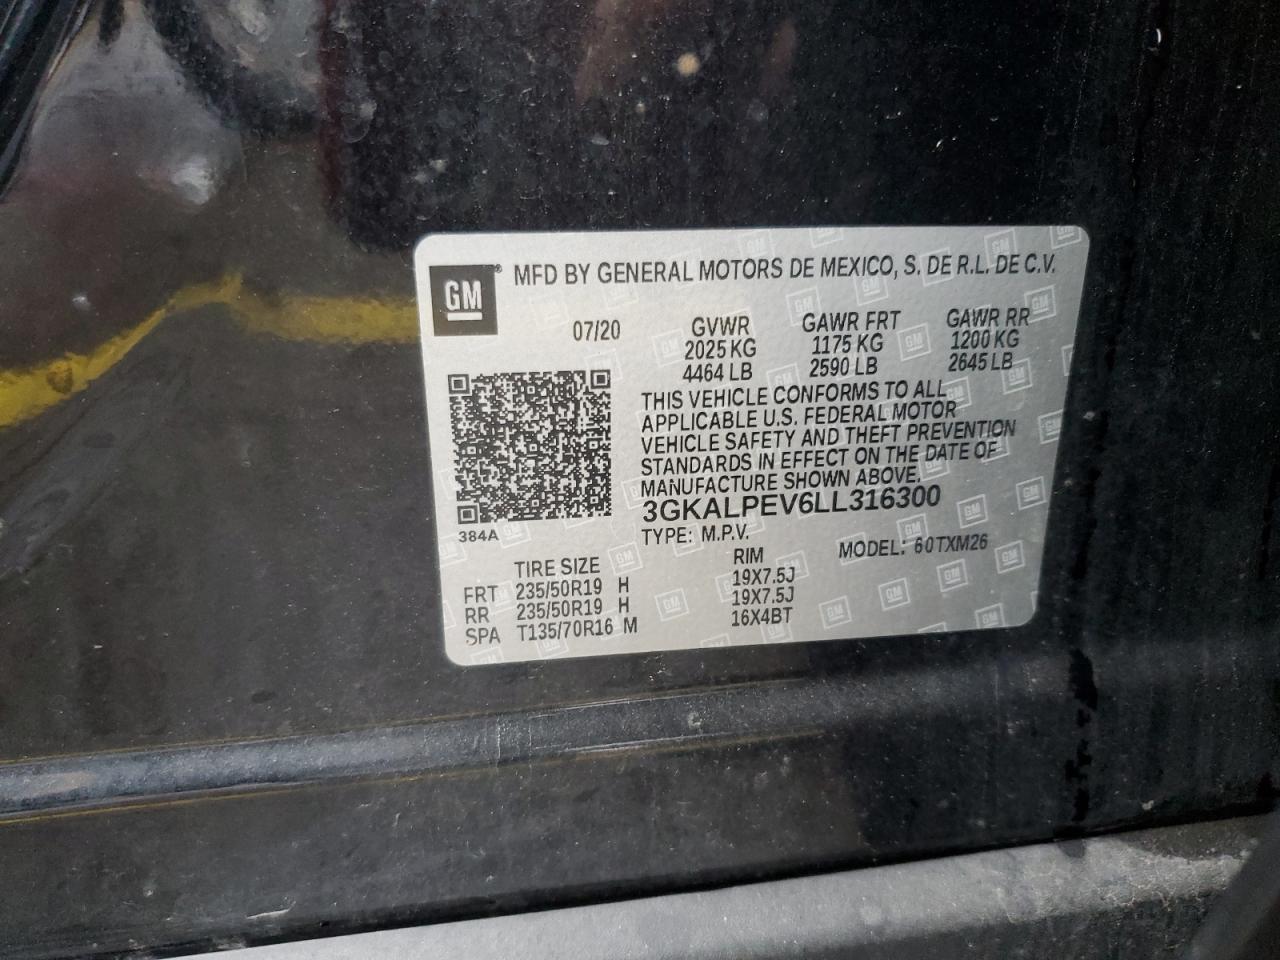 GM® MFD BY GENERAL MOTORS DE MEXICO, S. DE R.L. DE C.V.
07/20 GVWR GAWR FRT GAWR RR
2025 KG 1175 KG 1200 KG
4464 LB 2590 LB 2645 LB
THIS VEHICLE CONFORMS TO ALL
APPLICABLE U.S. FEDERAL MOTOR
VEHICLE SAFETY AND THEFT PREVENTION
STANDARDS IN EFFECT ON THE DATE OF
MANUFACTURE SHOWN ABOVE.
3GKALPEV6LL316300
384A
TYPE: M.P.V. MODEL: 60TXM26
TIRE SIZE RIM
FRT 235/50R19 H 19X7.5J
RR 235/50R19 H 19X7.5J
SPA T135/70R16 M 16X4BT